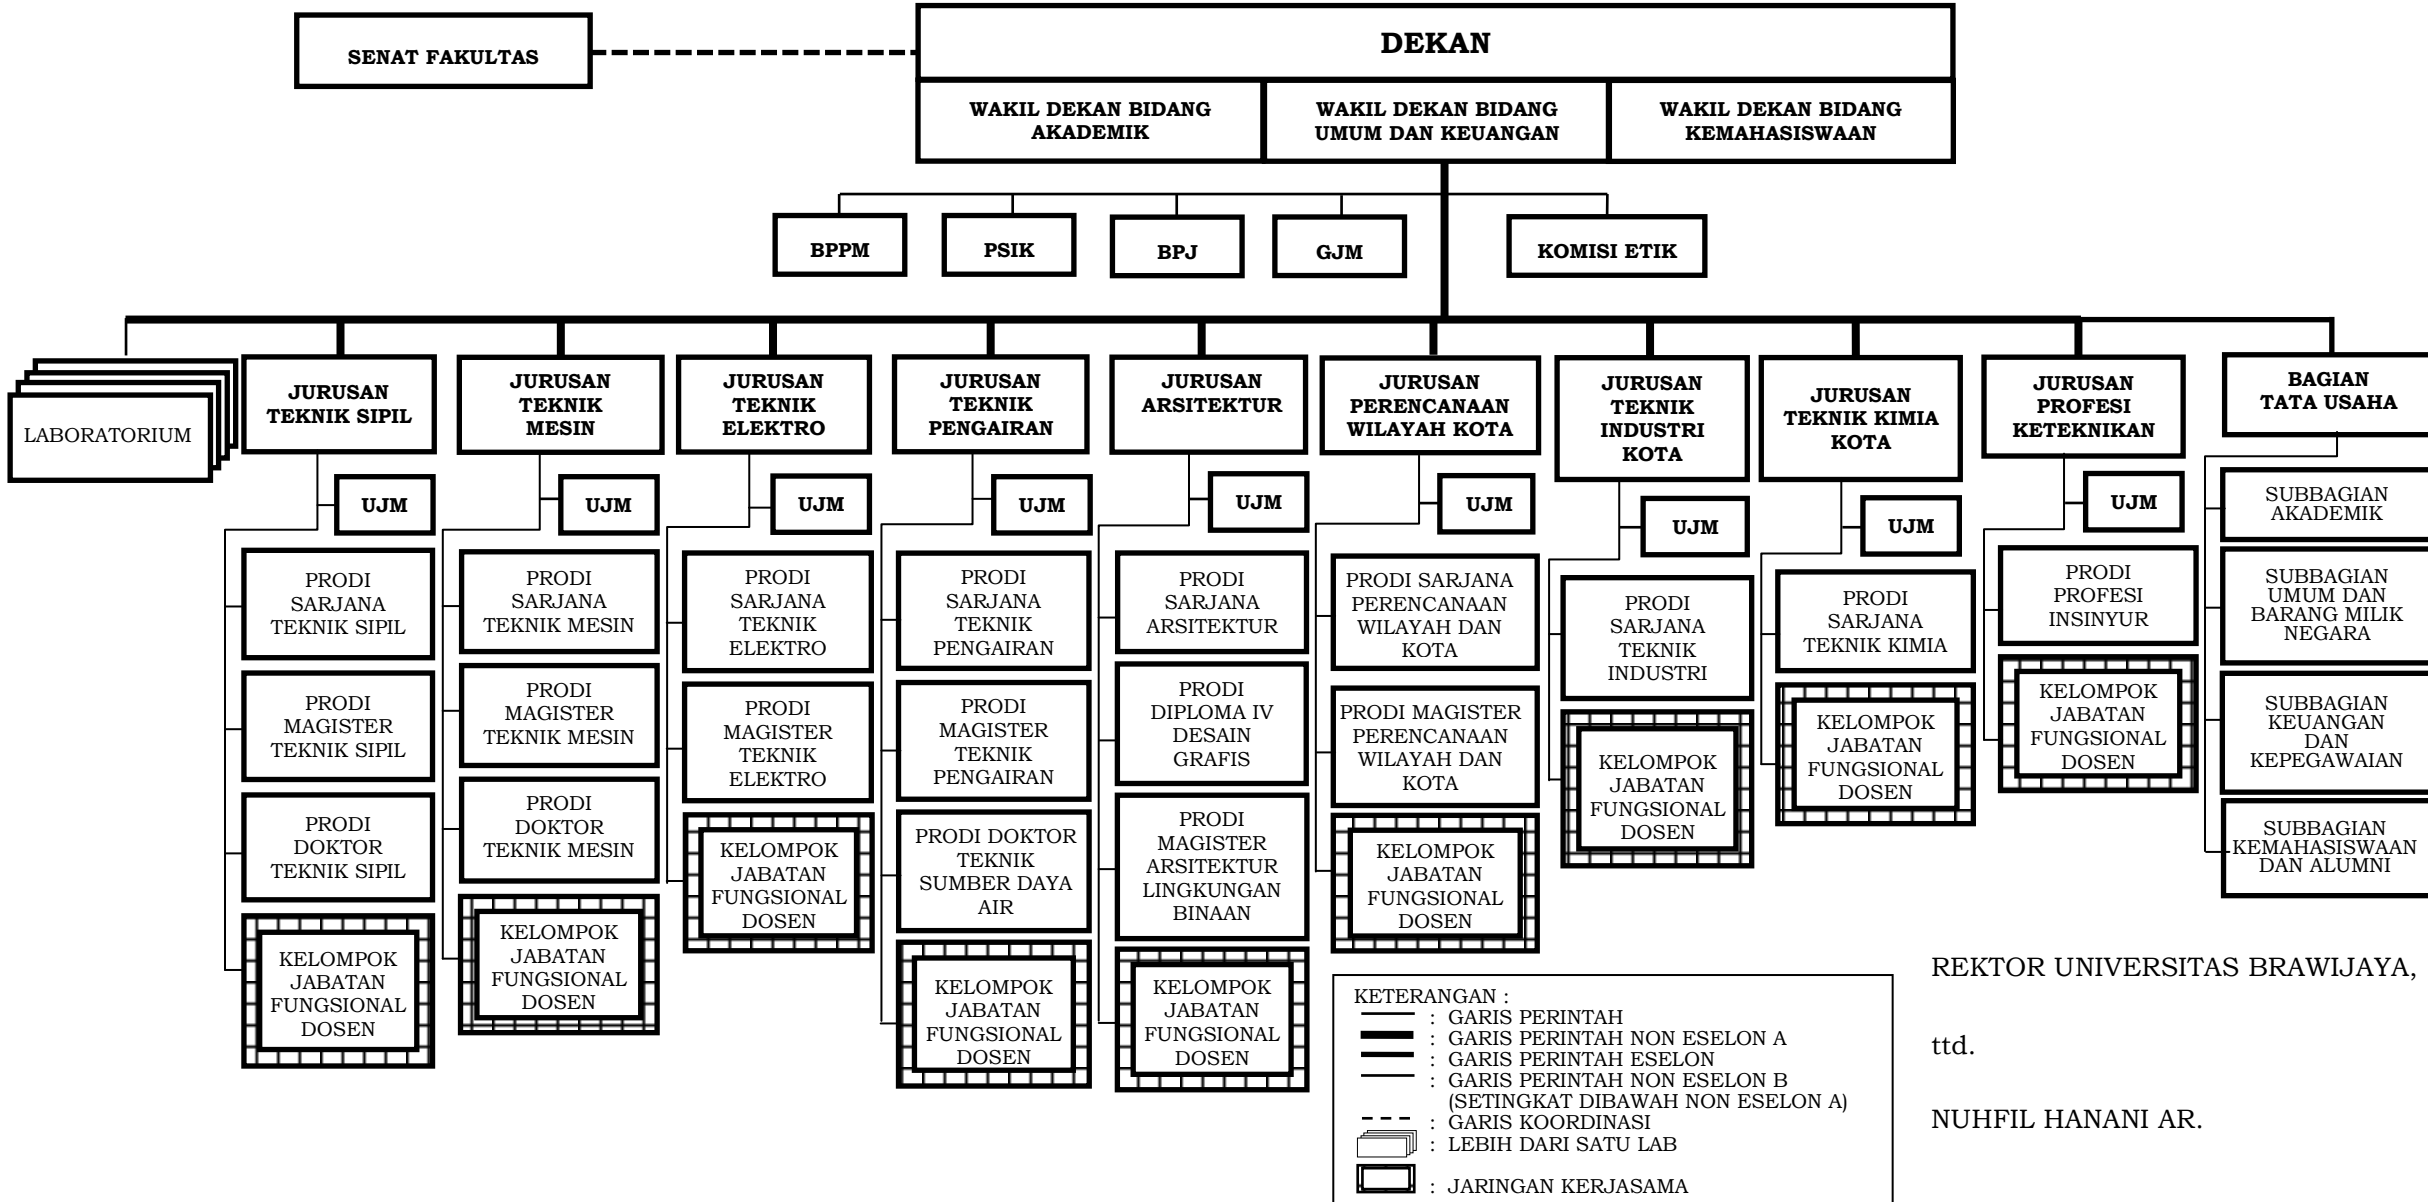 SENAT FAKULTAS
DEKAN
WAKIL DEKAN BIDANG
AKADEMIK
WAKIL DEKAN BIDANG
UMUM DAN KEUANGAN
WAKIL DEKAN BIDANG
KEMAHASISWAAN
BPPM
PSIK
BPJ
GJM
KOMISI ETIK
LABORATORIUM
JURUSAN
TEKNIK SIPIL
UJM
PRODI
SARJANA
TEKNIK SIPIL
PRODI
MAGISTER
TEKNIK SIPIL
PRODI
DOKTOR
TEKNIK SIPIL
KELOMPOK
JABATAN
FUNGSIONAL
DOSEN
JURUSAN
TEKNIK
MESIN
UJM
PRODI
SARJANA
TEKNIK MESIN
PRODI
MAGISTER
TEKNIK MESIN
PRODI
DOKTOR
TEKNIK MESIN
KELOMPOK
JABATAN
FUNGSIONAL
DOSEN
JURUSAN
TEKNIK
ELEKTRO
UJM
PRODI
SARJANA
TEKNIK
ELEKTRO
PRODI
MAGISTER
TEKNIK
ELEKTRO
KELOMPOK
JABATAN
FUNGSIONAL
DOSEN
JURUSAN
TEKNIK
PENGAIRAN
UJM
PRODI
SARJANA
TEKNIK
PENGAIRAN
PRODI
MAGISTER
TEKNIK
PENGAIRAN
PRODI DOKTOR
TEKNIK
SUMBER DAYA
AIR
KELOMPOK
JABATAN
FUNGSIONAL
DOSEN
JURUSAN
ARSITEKTUR
UJM
PRODI
SARJANA
ARSITEKTUR
PRODI
DIPLOMA IV
DESAIN
GRAFIS
PRODI
MAGISTER
ARSITEKTUR
LINGKUNGAN
BINAAN
KELOMPOK
JABATAN
FUNGSIONAL
DOSEN
JURUSAN
PERENCANAAN
WILAYAH KOTA
UJM
PRODI SARJANA
PERENCANAAN
WILAYAH DAN
KOTA
PRODI MAGISTER
PERENCANAAN
WILAYAH DAN
KOTA
KELOMPOK
JABATAN
FUNGSIONAL
DOSEN
JURUSAN
TEKNIK
INDUSTRI
KOTA
UJM
PRODI
SARJANA
TEKNIK
INDUSTRI
KELOMPOK
JABATAN
FUNGSIONAL
DOSEN
JURUSAN
TEKNIK KIMIA
KOTA
UJM
PRODI
SARJANA
TEKNIK KIMIA
KELOMPOK
JABATAN
FUNGSIONAL
DOSEN
JURUSAN
PROFESI
KETEKNIKAN
UJM
PRODI
PROFESI
INSINYUR
KELOMPOK
JABATAN
FUNGSIONAL
DOSEN
BAGIAN
TATA USAHA
SUBBAGIAN
AKADEMIK
SUBBAGIAN
UMUM DAN
BARANG MILIK
NEGARA
SUBBAGIAN
KEUANGAN
DAN
KEPEGAWAIAN
SUBBAGIAN
KEMAHASISWAAN
DAN ALUMNI
KETERANGAN :
: GARIS PERINTAH
: GARIS PERINTAH NON ESELON A
: GARIS PERINTAH ESELON
: GARIS PERINTAH NON ESELON B
(SETINGKAT DIBAWAH NON ESELON A)
: GARIS KOORDINASI
: LEBIH DARI SATU LAB
: JARINGAN KERJASAMA
REKTOR UNIVERSITAS BRAWIJAYA,
ttd.
NUHFIL HANANI AR.